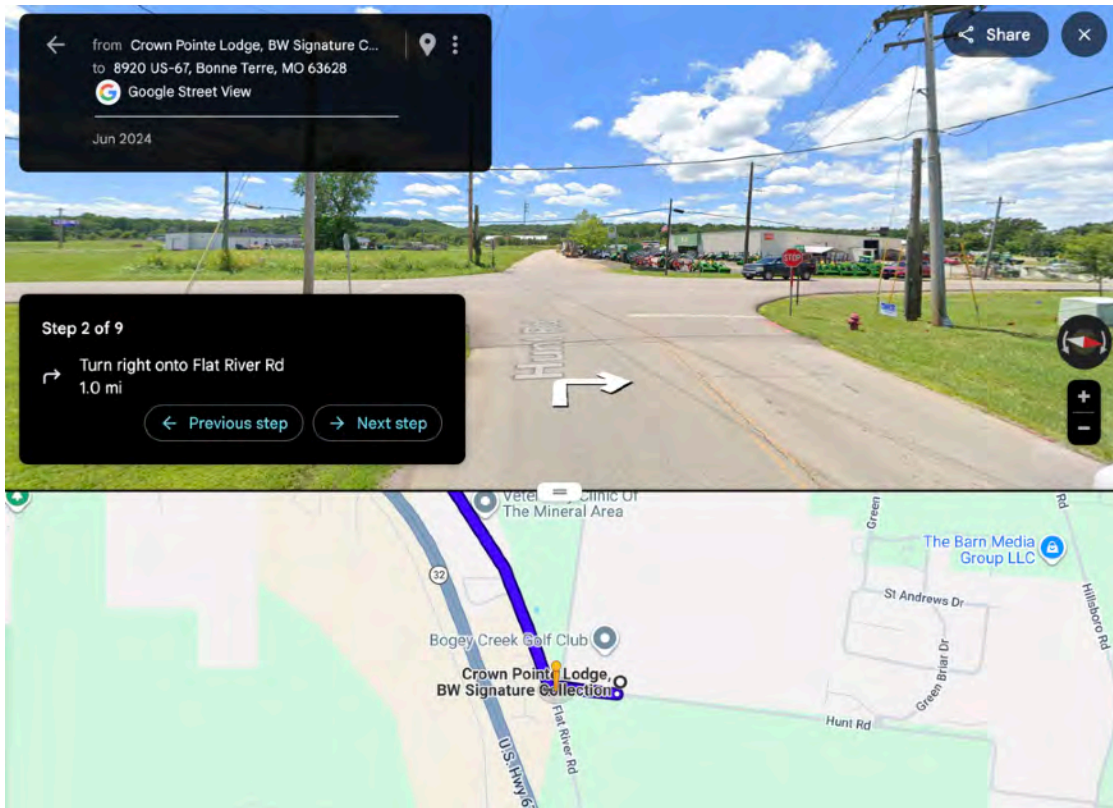 from Crown Pointe Lodge, BW Signature C...
to 8920 US-67, Bonne Terre, MO 63628
Google Street View
Jun 2024
Share
STOP
Hunt Rd
Step 2 of 9
Turn right onto Flat River Rd
1.0 mi
Previous step
Next step
Veterinary Clinic Of
The Mineral Area
Green
Rd
The Barn Media
Group LLC
32
St Andrews Dr
Hillsboro Rd
Bogey Creek Golf Club
Green Briar Dr
Crown Pointe Lodge,
BW Signature Collection
Flat River Rd
Hunt Rd
U.S. Hwy 6